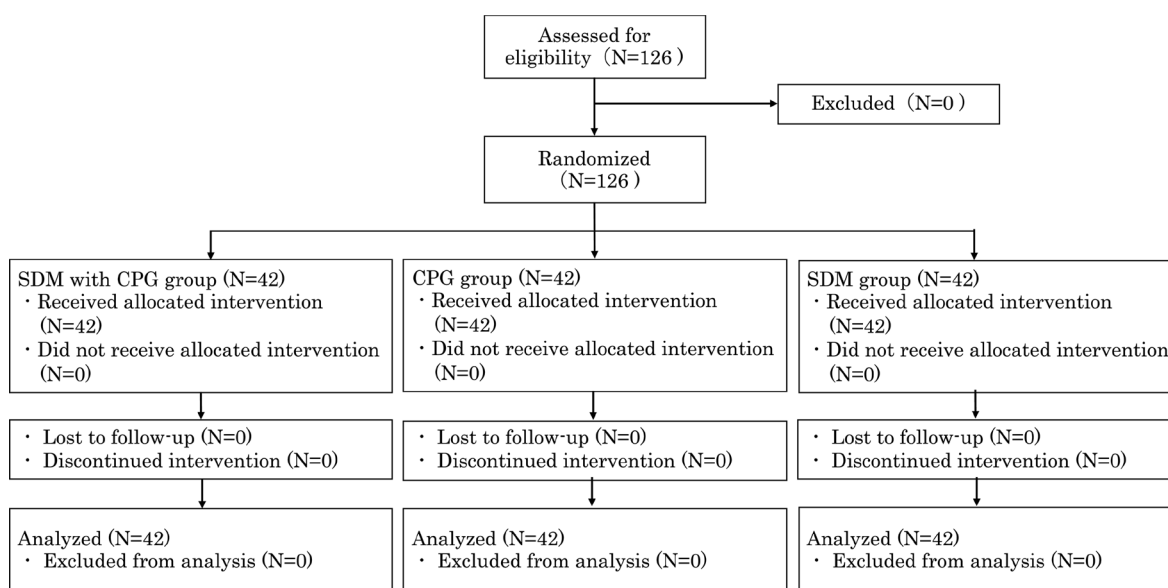 Assessed for
eligibility（N=126 ）
Excluded（N=0 ）
Randomized
（N=126 ）
SDM with CPG group (N=42)
・Received allocated intervention
(N=42)
・Did not receive allocated intervention
(N=0)
CPG group (N=42)
・Received allocated intervention
(N=42)
・Did not receive allocated intervention
(N=0)
SDM group (N=42)
・Received allocated intervention
(N=42)
・Did not receive allocated intervention
(N=0)
・ Lost to follow-up (N=0)
・ Discontinued intervention (N=0)
・ Lost to follow-up (N=0)
・ Discontinued intervention (N=0)
・ Lost to follow-up (N=0)
・ Discontinued intervention (N=0)
Analyzed (N=42)
・ Excluded from analysis (N=0)
Analyzed (N=42)
・ Excluded from analysis (N=0)
Analyzed (N=42)
・ Excluded from analysis (N=0)